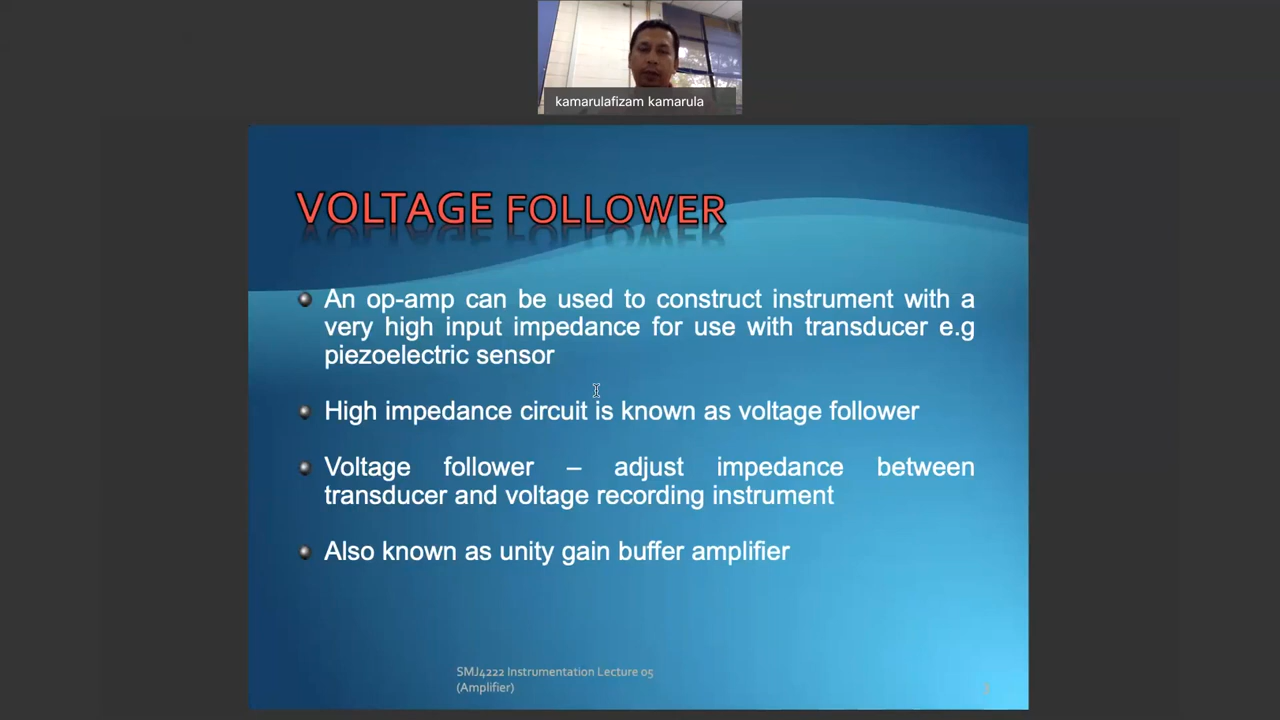 kamarulafizam kamarula
VOLTAGE FOLLOWER
An op-amp can be used to construct instrument with a
very high input impedance for use with transducer e.g
piezoelectric sensor
High impedance circuit is known as voltage follower
Voltage follower – adjust impedance between
transducer and voltage recording instrument
Also known as unity gain buffer amplifier
SMJ4222 Instrumentation Lecture 05
(Amplifier)